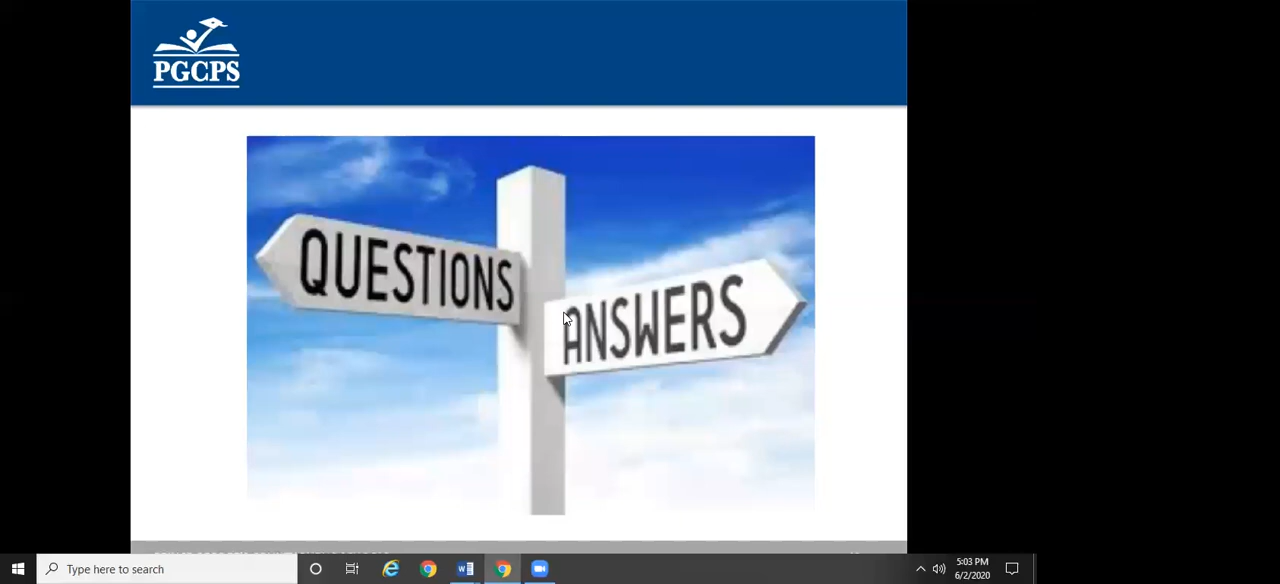 PGCPS
QUESTIONS
ANSWERS
Type here to search
5:03 PM
6/2/2020